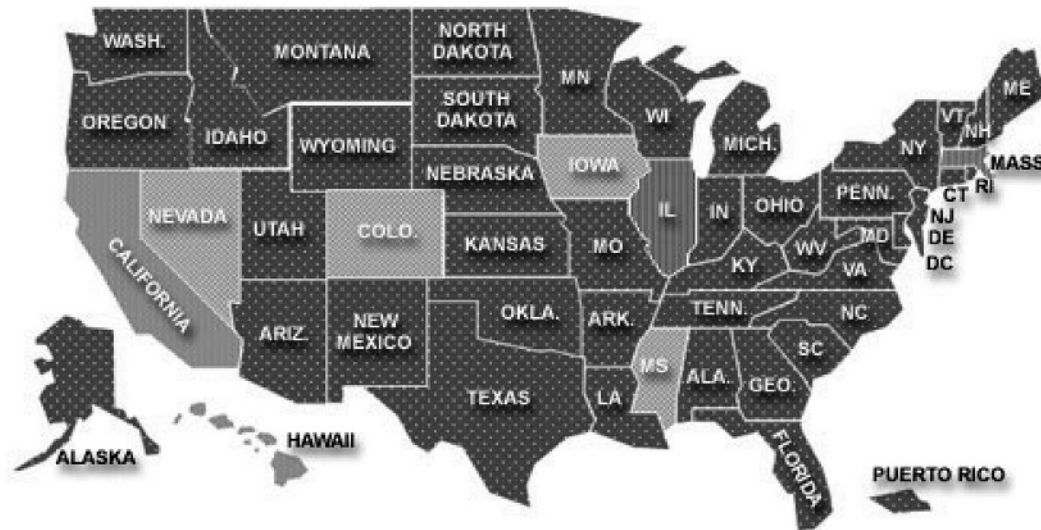 WASH.
MONTANA
NORTH
DAKOTA
MN
ME
OREGON
IDAHO
SOUTH
DAKOTA
WI
MICH.
VT
NH
NY
MASS
WYOMING
IOWA
NEBRASKA
PENN.
CT
RI
NEVADA
UTAH
COLO.
KANSAS
MO
IL
IN
OHIO
WV
MD
NJ
DE
DC
CALIFORNIA
KY
VA
ARIZ.
NEW
MEXICO
OKLA.
ARK.
TENN.
NC
SC
TEXAS
LA
MS
ALA.
GEO.
ALASKA
HAWAII
FLORIDA
PUERTO RICO